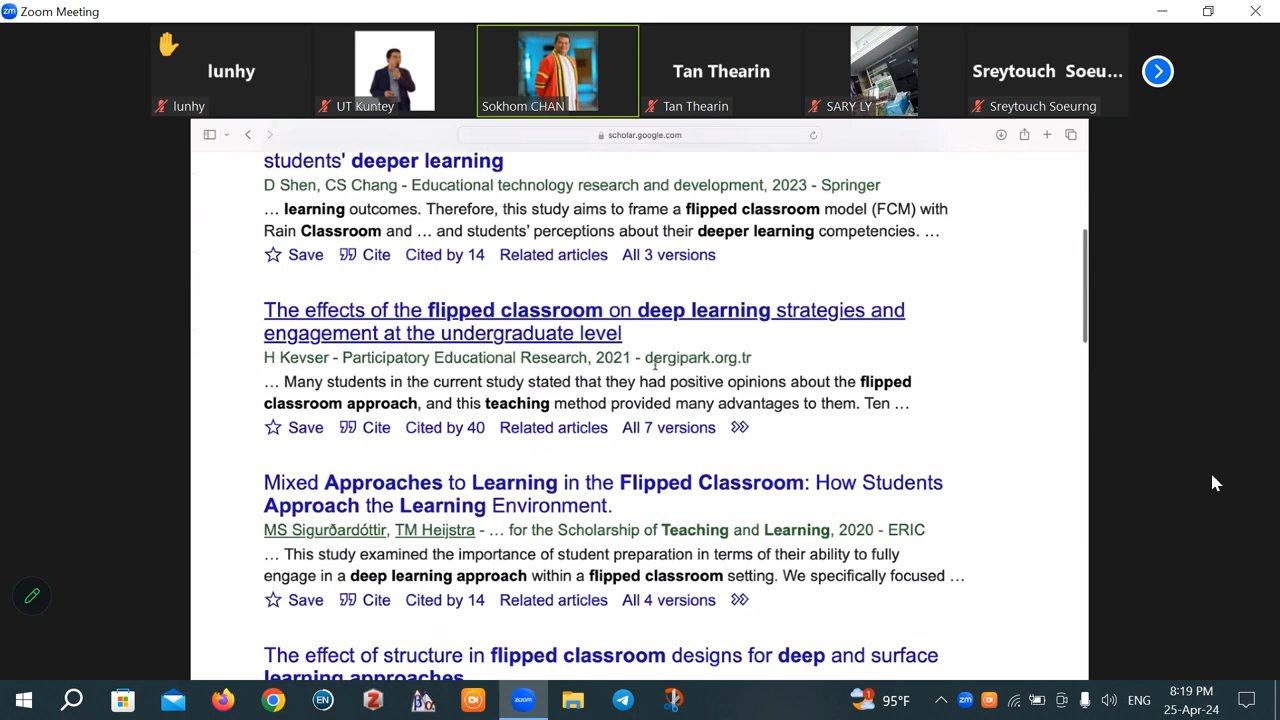 Zoom Meeting
lunhy
lunhy
UT Kuntey
Sokhom CHAN
Tan Thearin
Tan Thearin
SARY LY
Sreytouch Soeu...
Sreytouch Soeurng
scholar.google.com
students' deeper learning
D Shen, CS Chang - Educational technology research and development, 2023 - Springer
… learning outcomes. Therefore, this study aims to frame a flipped classroom model (FCM) with
Rain Classroom and … and students' perceptions about their deeper learning competencies. …
Save Cite Cited by 14 Related articles All 3 versions
The effects of the flipped classroom on deep learning strategies and
engagement at the undergraduate level
H Kevser - Participatory Educational Research, 2021 - dergipark.org.tr
… Many students in the current study stated that they had positive opinions about the flipped
classroom approach, and this teaching method provided many advantages to them. Ten …
Save Cite Cited by 40 Related articles All 7 versions
Mixed Approaches to Learning in the Flipped Classroom: How Students
Approach the Learning Environment.
MS Sigurðardóttir, TM Heijstra - … for the Scholarship of Teaching and Learning, 2020 - ERIC
… This study examined the importance of student preparation in terms of their ability to fully
engage in a deep learning approach within a flipped classroom setting. We specifically focused …
Save Cite Cited by 14 Related articles All 4 versions
The effect of structure in flipped classroom designs for deep and surface
learning approaches
zm
EN
zoom
1
95°F
zm
ENG
8:19 PM
25-Apr-24